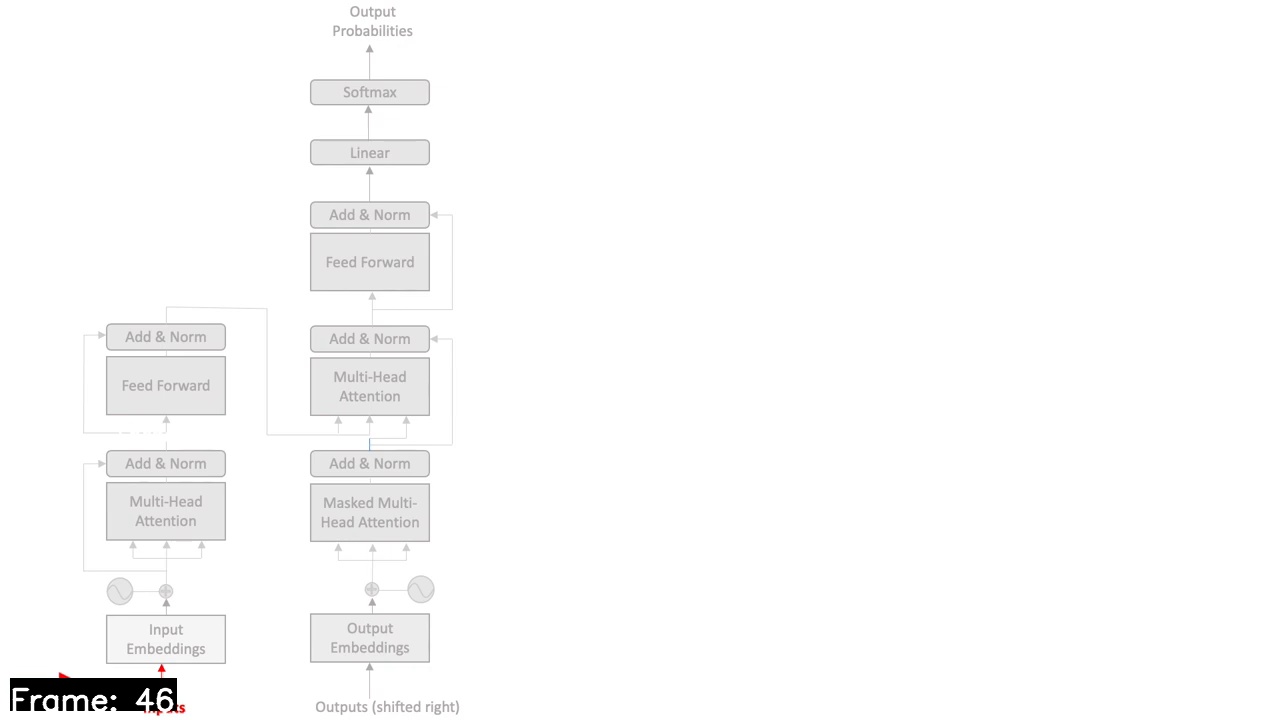 Output
Probabilities
Softmax
Linear
Add & Norm
Feed Forward
Add & Norm
Multi-Head
Attention
Add & Norm
Masked Multi-
Head Attention
Output
Embeddings
Outputs (shifted right)
Add & Norm
Feed Forward
Add & Norm
Multi-Head
Attention
Input
Embeddings
Frame: 46